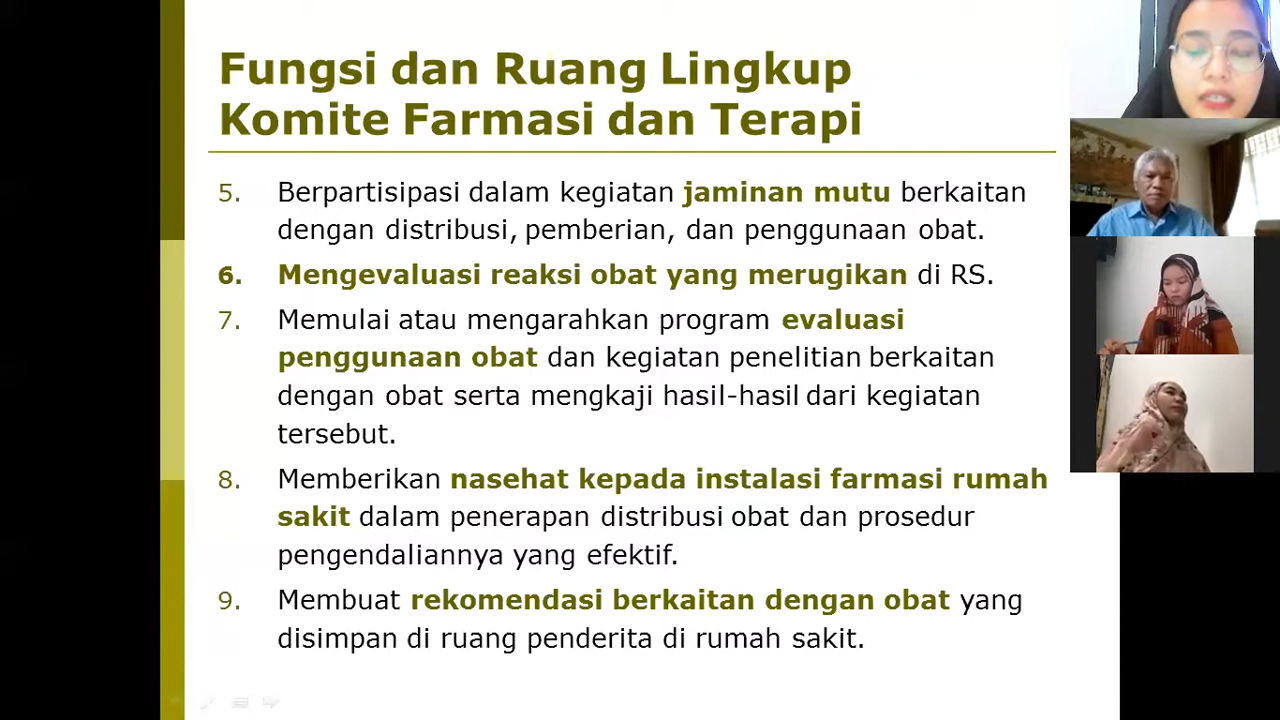 Fungsi dan Ruang Lingkup
Komite Farmasi dan Terapi
5. Berpartisipasi dalam kegiatan jaminan mutu berkaitan
dengan distribusi, pemberian, dan penggunaan obat.
6. Mengevaluasi reaksi obat yang merugikan di RS.
7. Memulai atau mengarahkan program evaluasi
penggunaan obat dan kegiatan penelitian berkaitan
dengan obat serta mengkaji hasil-hasil dari kegiatan
tersebut.
8. Memberikan nasehat kepada instalasi farmasi rumah
sakit dalam penerapan distribusi obat dan prosedur
pengendaliannya yang efektif.
9. Membuat rekomendasi berkaitan dengan obat yang
disimpan di ruang penderita di rumah sakit.